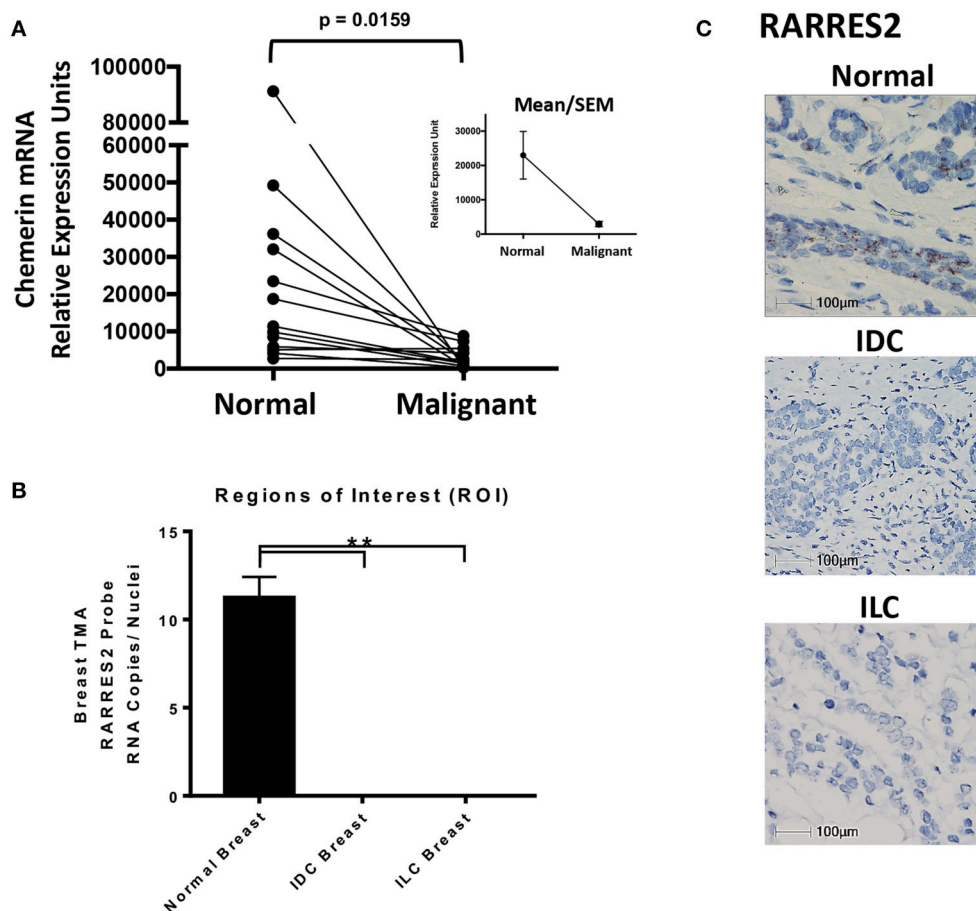 A
p = 0.0159
Chemerin mRNA
Relative Expression Units
100000
80000
60000
50000
40000
30000
20000
10000
0
Normal
Malignant
Mean/SEM
Relative Exprssion Unit
30000
20000
10000
0
Normal
Malignant
B
Regions of Interest (ROI)
Breast TMA
RARRES2 Probe
RNA Copies/ Nuclei
15
10
5
0
**
Normal Breast
IDC Breast
ILC Breast
C
RARRES2
Normal
100µm
IDC
100µm
ILC
100µm